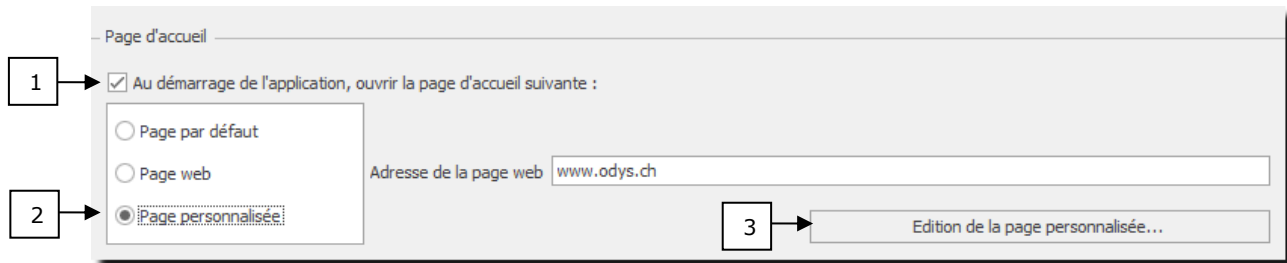 Page d'accueil
1
Au démarrage de l'application, ouvrir la page d'accueil suivante :
Page par défaut
Page web
Adresse de la page web www.odys.ch
2
Page personnalisée
3
Edition de la page personnalisée...